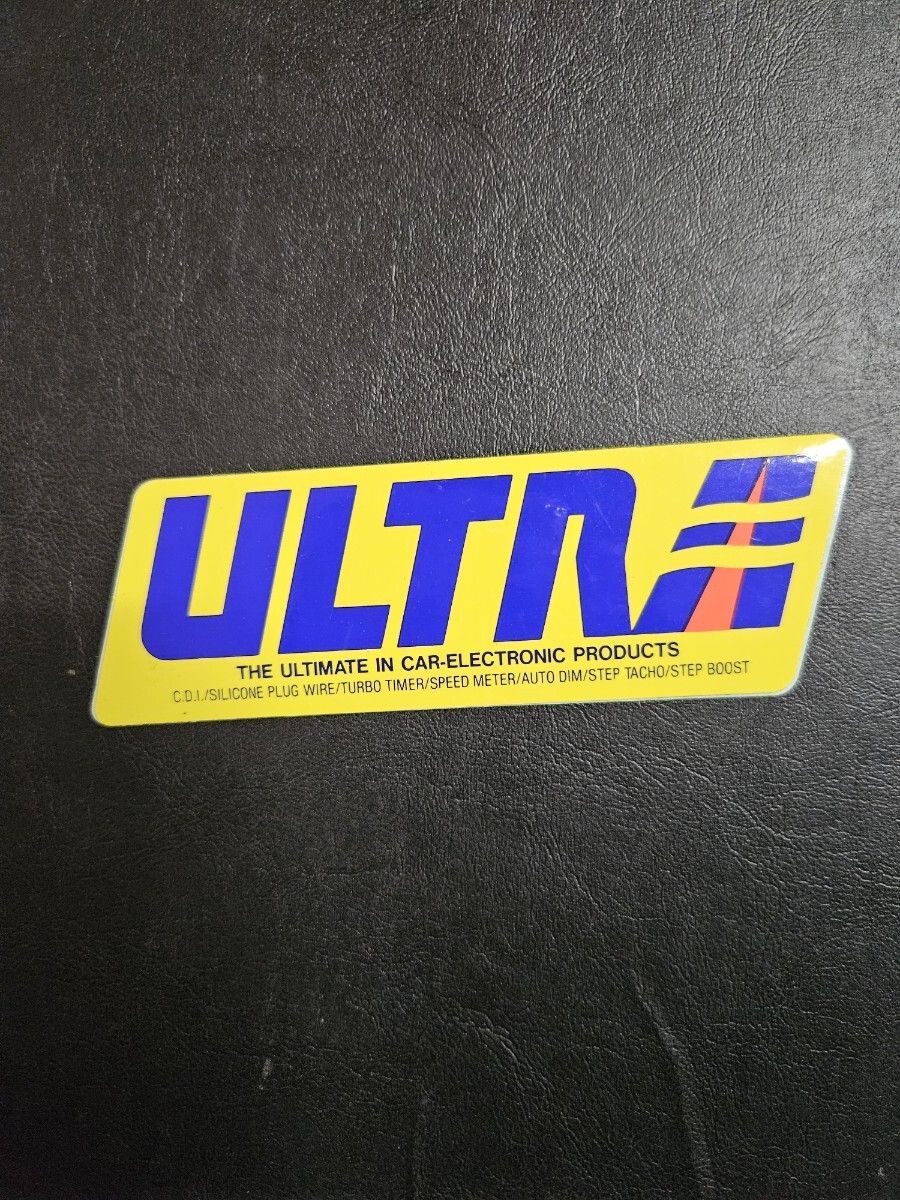 ULTRA
THE ULTIMATE IN CAR-ELECTRONIC PRODUCTS
C.D.I./SILICONE PLUG WIRE/TURBO TIMER/SPEED METER/AUTO DIM/STEP TACHO/STEP BOOST